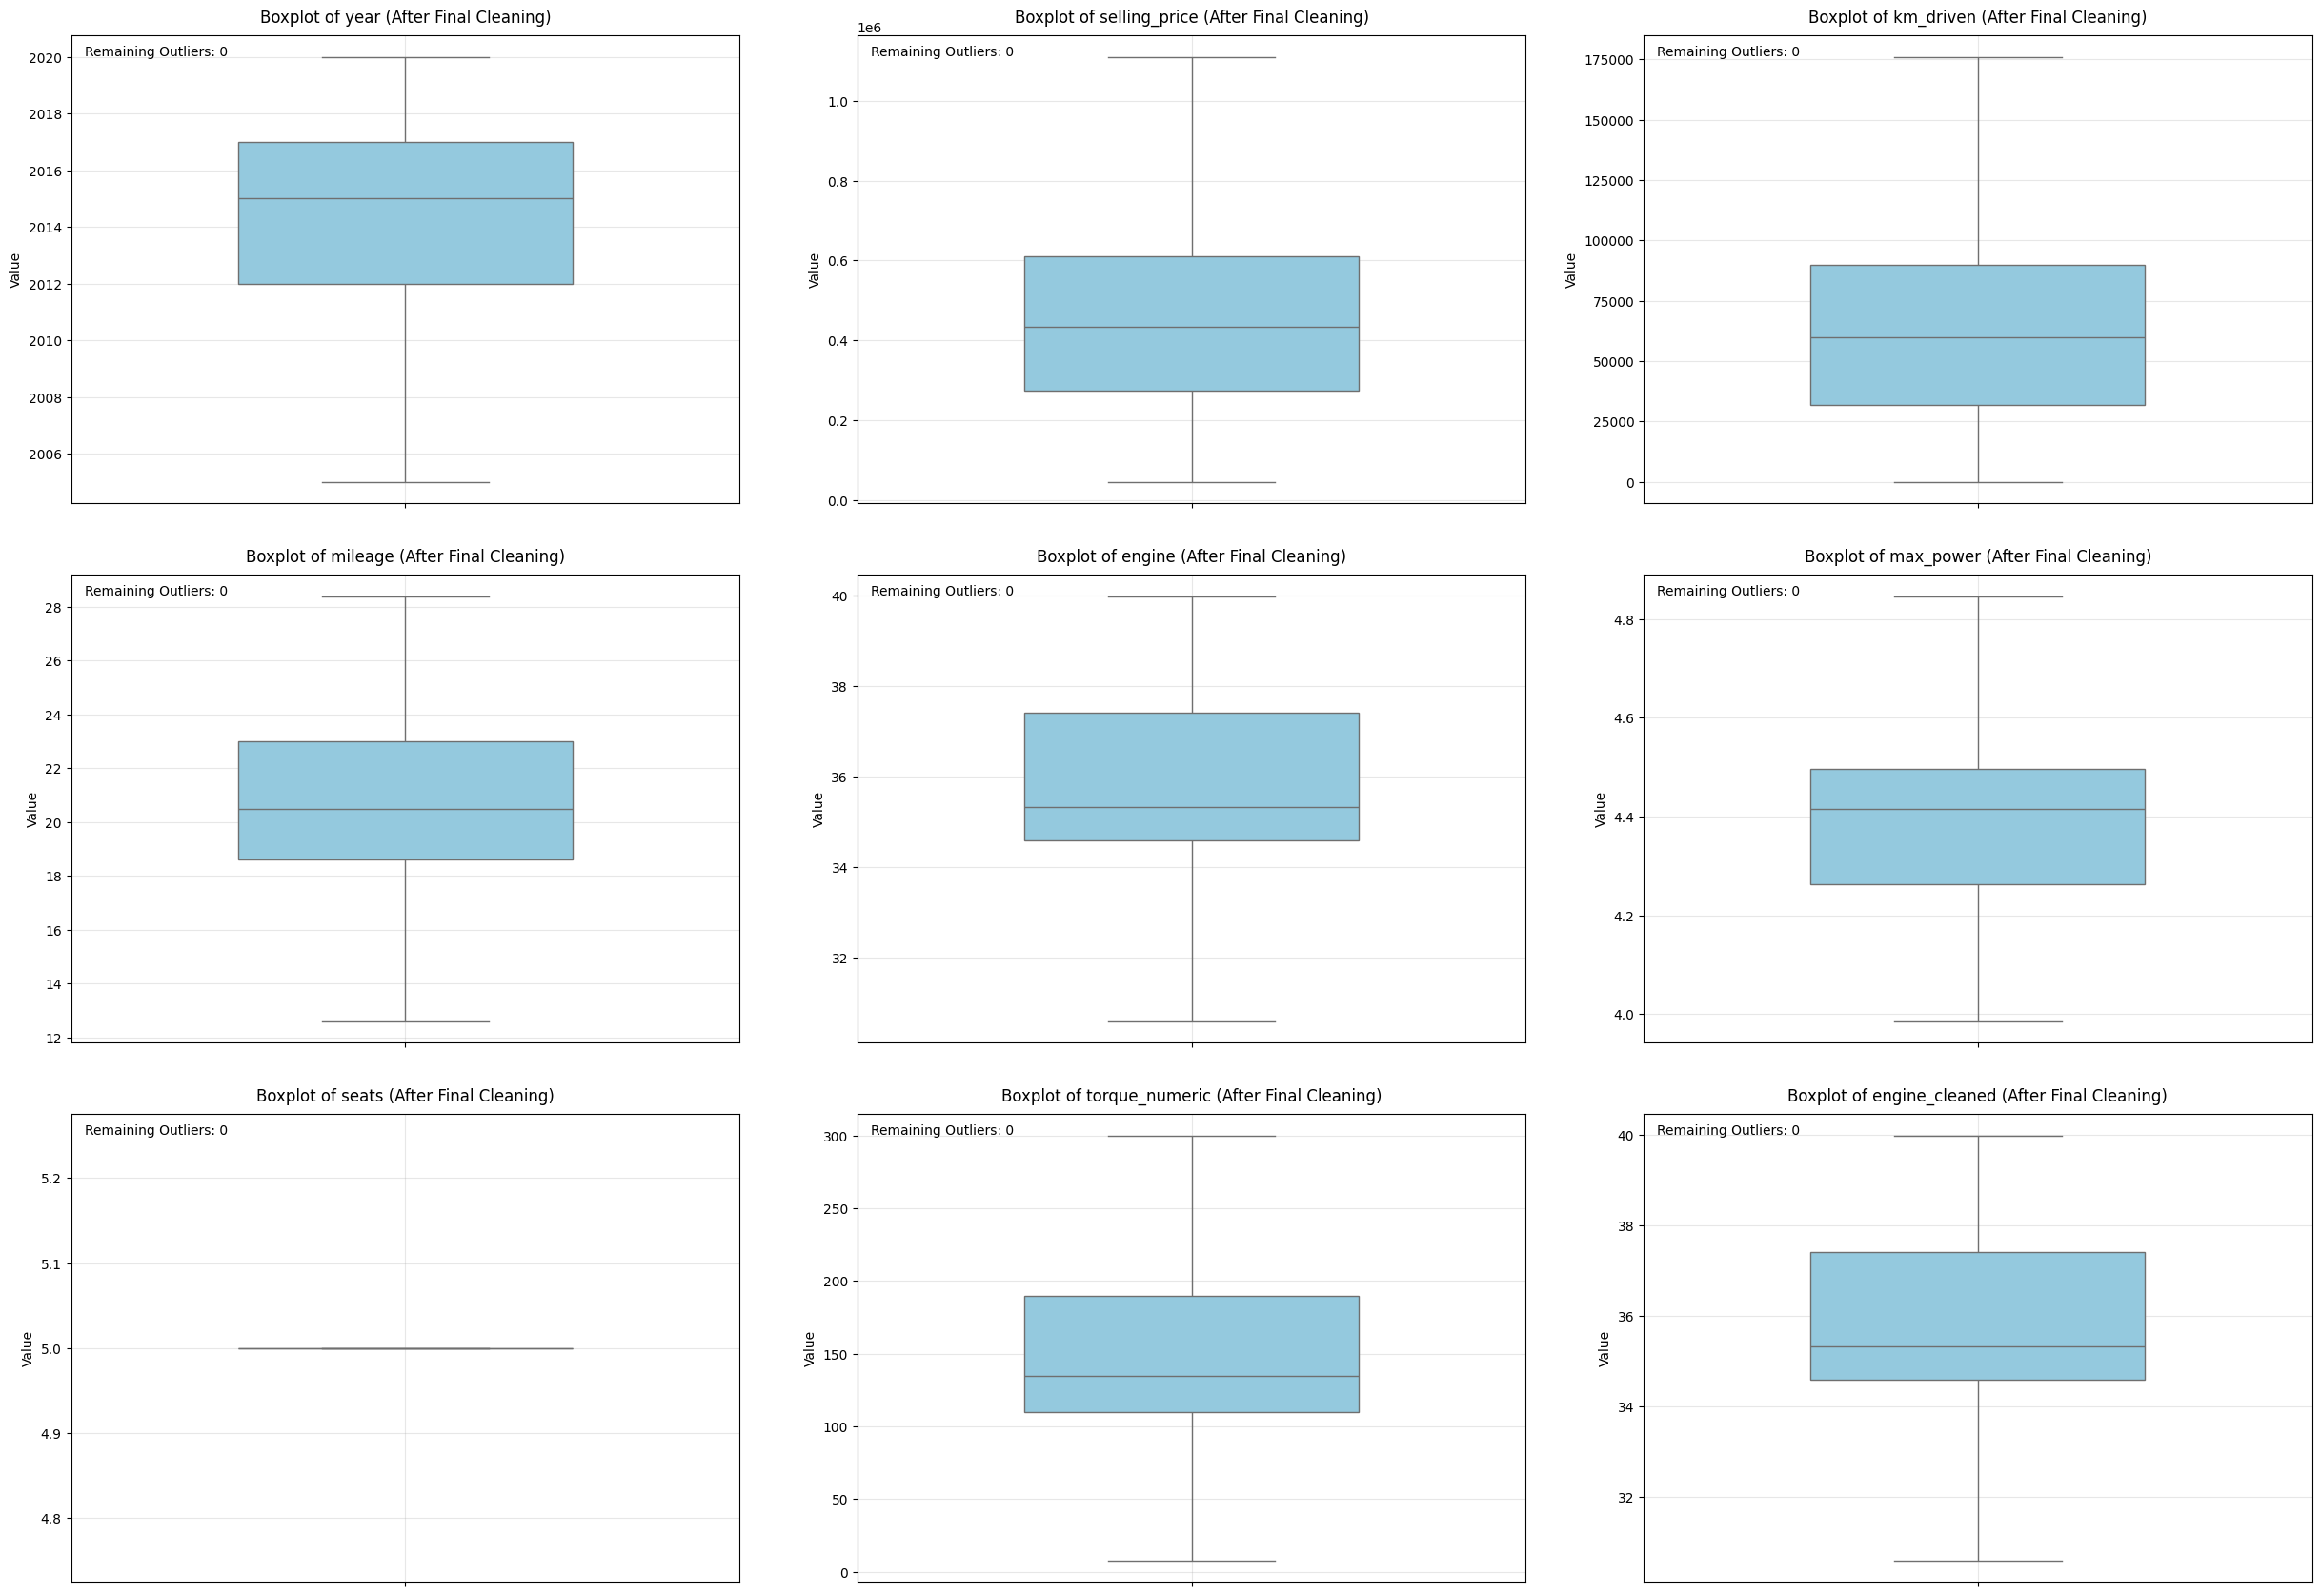 Boxplot of year (After Final Cleaning)
Remaining Outliers: 0
Value
2020
2018
2016
2014
2012
2010
2008
2006
Boxplot of selling_price (After Final Cleaning)
1e6
Remaining Outliers: 0
Value
1.0
0.8
0.6
0.4
0.2
0.0
Boxplot of km_driven (After Final Cleaning)
Remaining Outliers: 0
Value
175000
150000
125000
100000
75000
50000
25000
0
Boxplot of mileage (After Final Cleaning)
Remaining Outliers: 0
Value
28
26
24
22
20
18
16
14
12
Boxplot of engine (After Final Cleaning)
Remaining Outliers: 0
Value
40
38
36
34
32
Boxplot of max_power (After Final Cleaning)
Remaining Outliers: 0
Value
4.8
4.6
4.4
4.2
4.0
Boxplot of seats (After Final Cleaning)
Remaining Outliers: 0
Value
5.2
5.1
5.0
4.9
4.8
Boxplot of torque_numeric (After Final Cleaning)
Remaining Outliers: 0
Value
300
250
200
150
100
50
0
Boxplot of engine_cleaned (After Final Cleaning)
Remaining Outliers: 0
Value
40
38
36
34
32